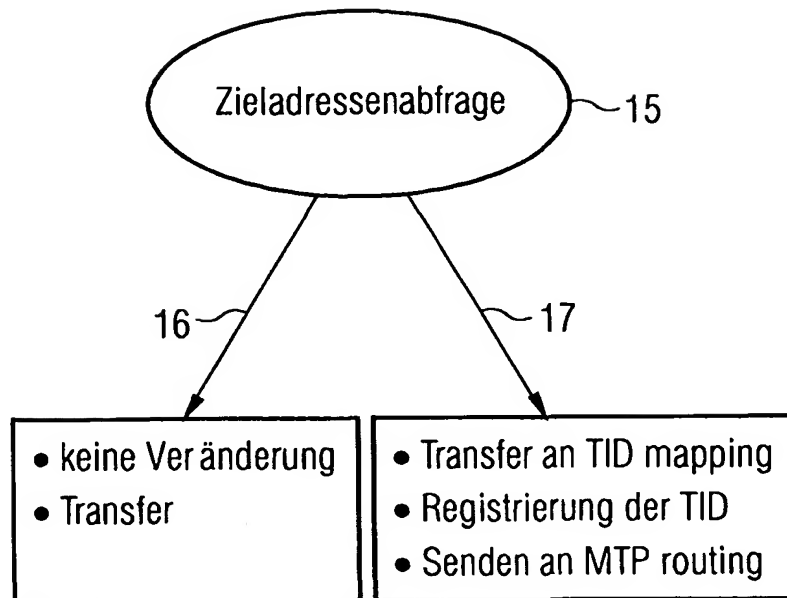 Zieladressenabfrage
15
16
17
• keine Veränderung
• Transfer
• Transfer an TID mapping
• Registrierung der TID
• Senden an MTP routing